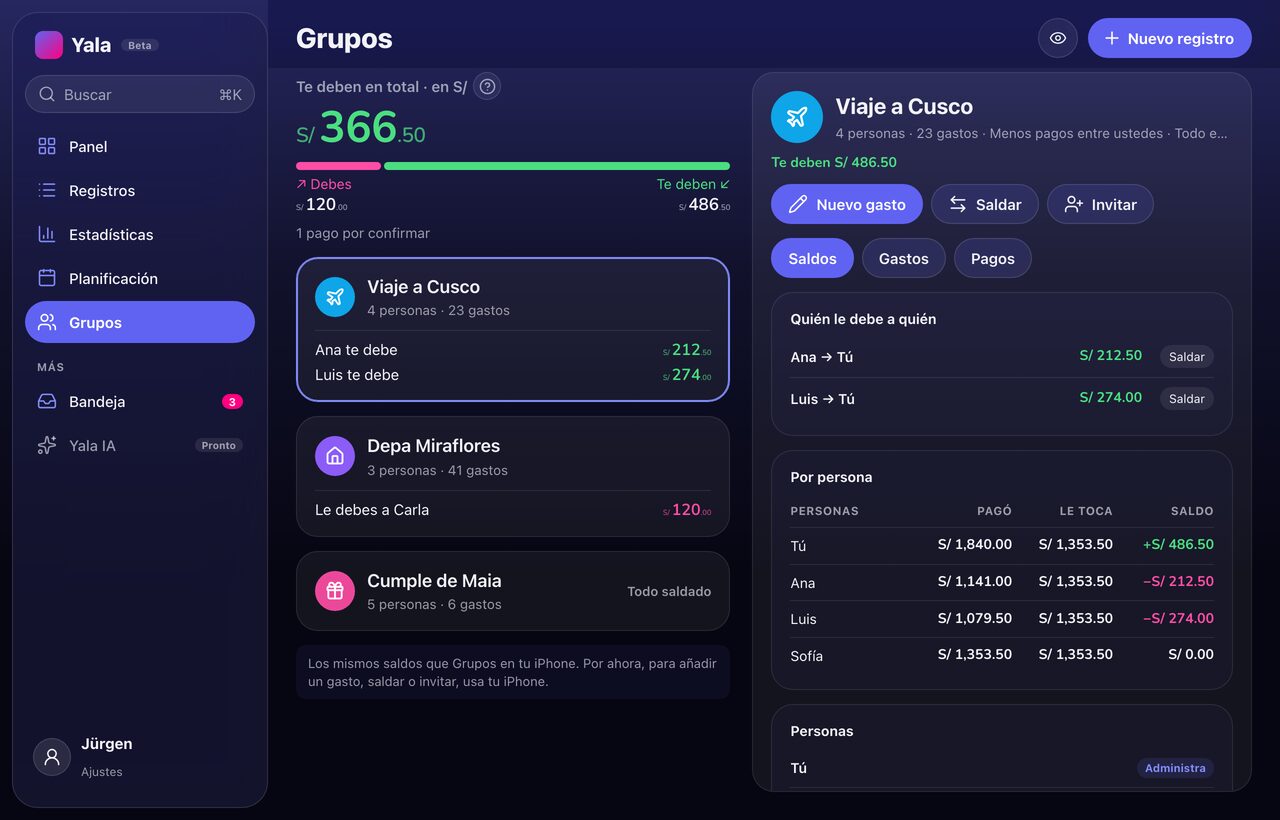 Yala Beta
Buscar ⌘K
Panel
Registros
Estadísticas
Planificación
Grupos
MÁS
Bandeja 3
Yala IA Pronto
Jürgen
Ajustes
Grupos
Nuevo registro
Te deben en total · en S/ ?
S/ 366.50
↗ Debes Te deben ↙
S/ 120.00 S/ 486.50
1 pago por confirmar
Viaje a Cusco
4 personas · 23 gastos
Ana te debe S/ 212.50
Luis te debe S/ 274.00
Depa Miraflores
3 personas · 41 gastos
Le debes a Carla S/ 120.00
Cumple de Maia
5 personas · 6 gastos
Todo saldado
Los mismos saldos que Grupos en tu iPhone. Por ahora, para añadir
un gasto, saldar o invitar, usa tu iPhone.
Viaje a Cusco
4 personas · 23 gastos · Menos pagos entre ustedes · Todo e...
Te deben S/ 486.50
Nuevo gasto Saldar Invitar
Saldos Gastos Pagos
Quién le debe a quién
Ana → Tú S/ 212.50 Saldar
Luis → Tú S/ 274.00 Saldar
Por persona
PERSONAS PAGÓ LE TOCA SALDO
Tú S/ 1,840.00 S/ 1,353.50 +S/ 486.50
Ana S/ 1,141.00 S/ 1,353.50 −S/ 212.50
Luis S/ 1,079.50 S/ 1,353.50 −S/ 274.00
Sofía S/ 1,353.50 S/ 1,353.50 S/ 0.00
Personas
Tú Administra